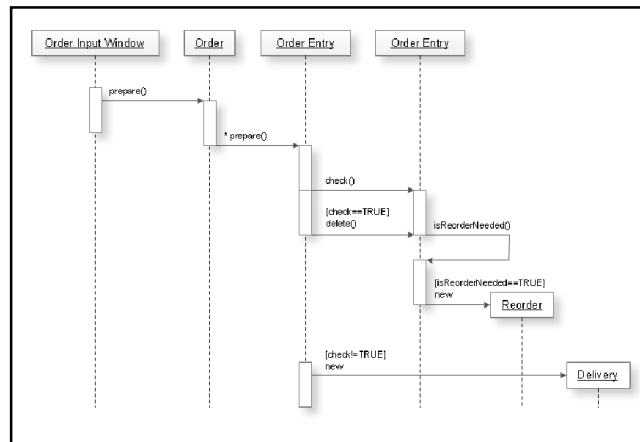 Order Input Window
Order
Order Entry
Order Entry
prepare()
* prepare()
check()
[check==TRUE]
delete()
isReorderNeeded()
[isReorderNeeded==TRUE]
new
Reorder
[check!=TRUE]
new
Delivery